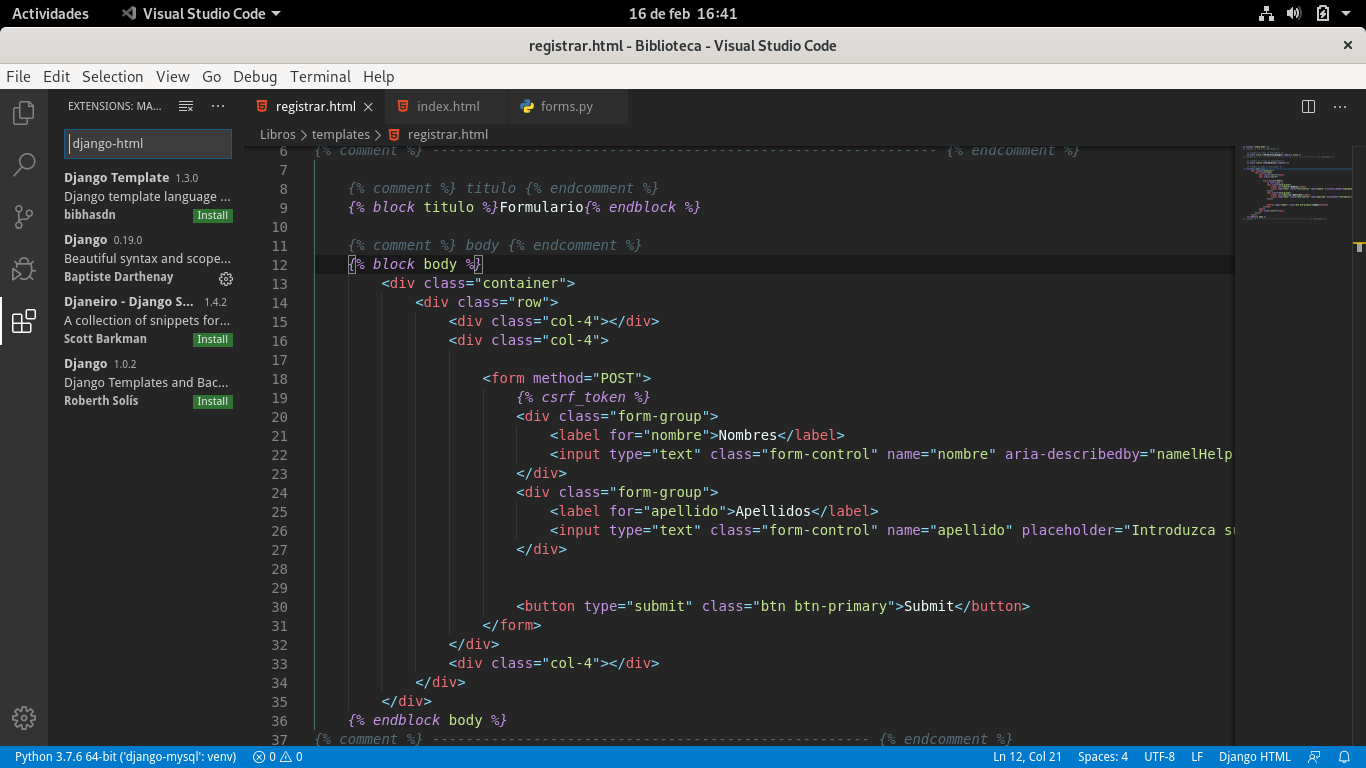 Actividades Visual Studio Code 16 de feb 16:41
registrar.html - Biblioteca - Visual Studio Code
File Edit Selection View Go Debug Terminal Help
EXTENSIONS: MA...
django-html
Django Template 1.3.0
Django template language ...
bibhasdn Install
Django 0.19.0
Beautiful syntax and scope...
Baptiste Darthenay
Djaneiro - Django S... 1.4.2
A collection of snippets for...
Scott Barkman Install
Django 1.0.2
Django Templates and Bac...
Roberth Solís Install
registrar.html index.html forms.py
Libros > templates > registrar.html
6 {% comment %} ------------------------------------------------------------ {% endcomment %}
7
8 {% comment %} titulo {% endcomment %}
9 {% block titulo %}Formulario{% endblock %}
10
11 {% comment %} body {% endcomment %}
12 {% block body %}
13 <div class="container">
14 <div class="row">
15 <div class="col-4"></div>
16 <div class="col-4">
17
18 <form method="POST">
19 {% csrf_token %}
20 <div class="form-group">
21 <label for="nombre">Nombres</label>
22 <input type="text" class="form-control" name="nombre" aria-describedby="namelHelp
23 </div>
24 <div class="form-group">
25 <label for="apellido">Apellidos</label>
26 <input type="text" class="form-control" name="apellido" placeholder="Introduzca su
27 </div>
28
29
30 <button type="submit" class="btn btn-primary">Submit</button>
31 </form>
32 </div>
33 <div class="col-4"></div>
34 </div>
35 </div>
36 {% endblock body %}
37 {% comment %} ---------------------------------------------------- {% endcomment %}
Python 3.7.6 64-bit ('django-mysql': venv) 0 0 Ln 12, Col 21 Spaces: 4 UTF-8 LF Django HTML